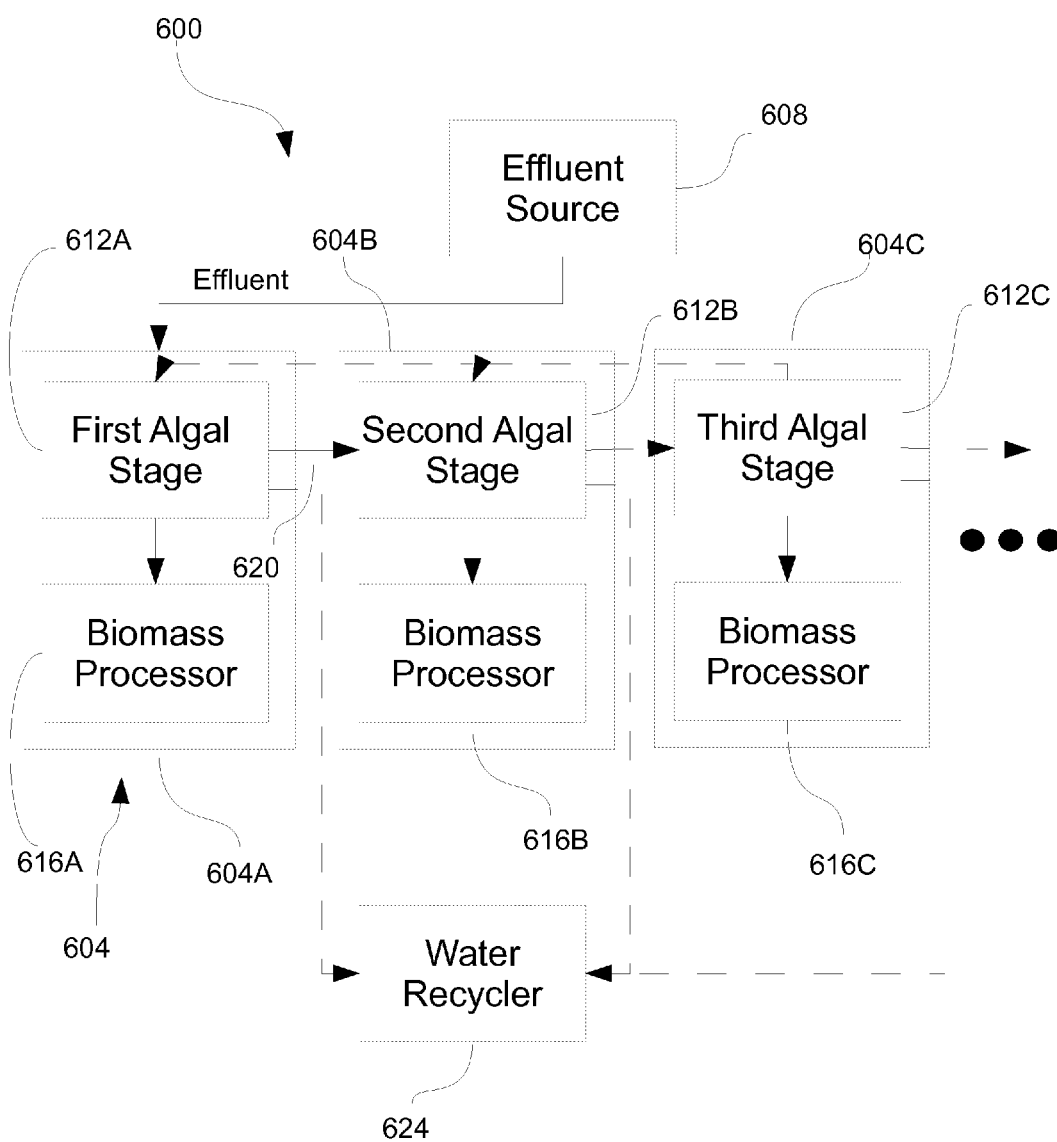 600
608
Effluent
Source
612A
604B
604C
Effluent
612B
612C
First Algal
Stage
Second Algal
Stage
Third Algal
Stage
620
Biomass
Processor
Biomass
Processor
Biomass
Processor
616A
604A
616B
616C
604
Water
Recycler
624